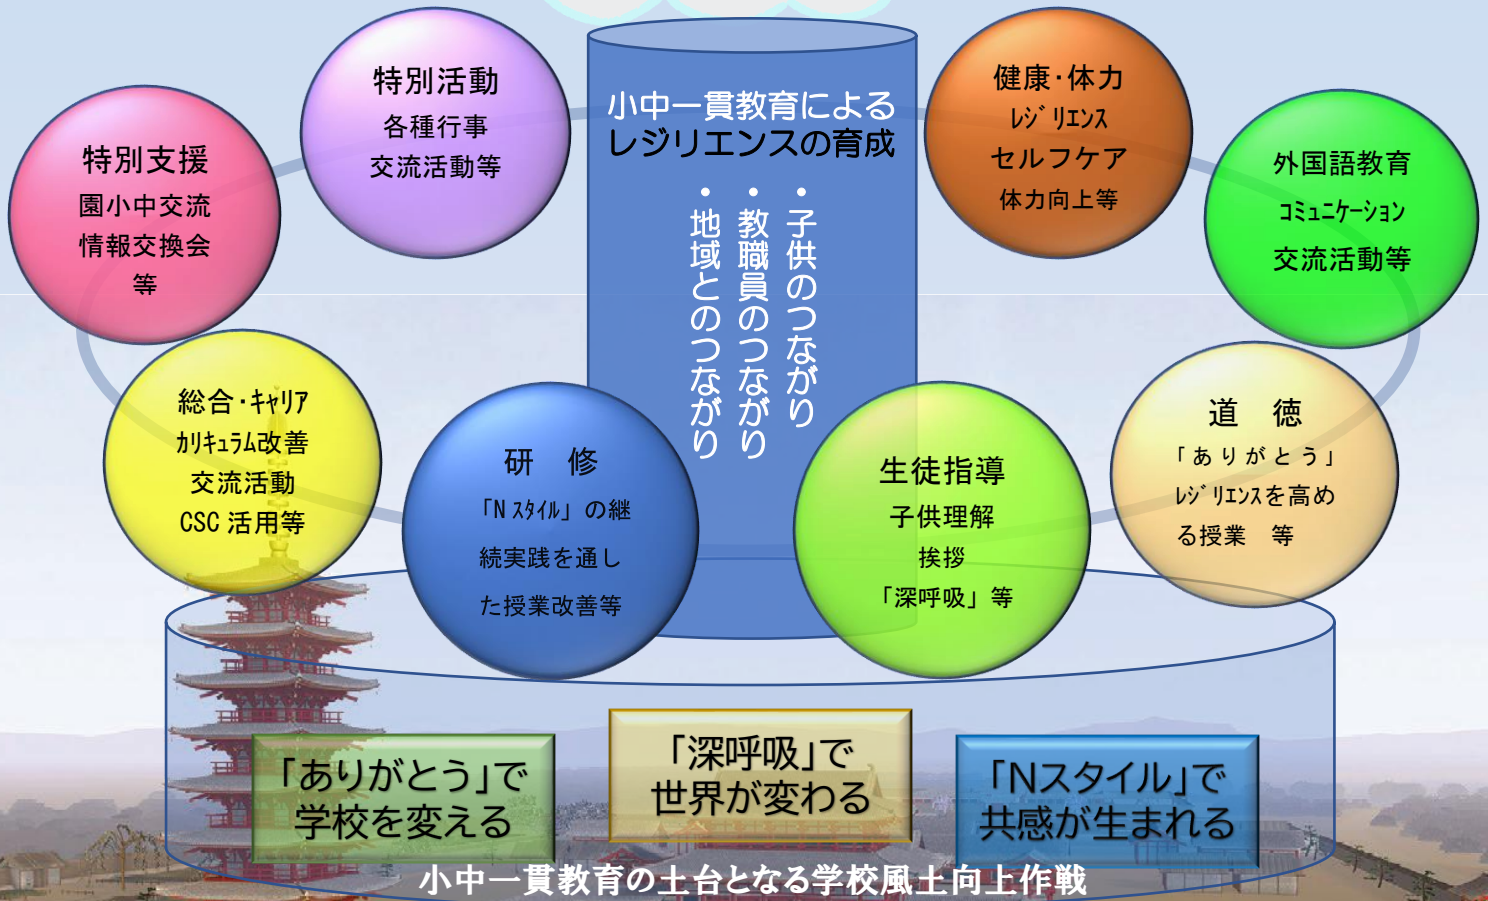 小中一貫教育による
レジリエンスの育成
・子供のつながり
・教職員のつながり
・地域とのつながり
特別支援
園小中交流
情報交換会
等
特別活動
各種行事
交流活動等
健康・体力
ﾚｼﾞﾘｴﾝｽ
セルフケア
体力向上等
外国語教育
ｺﾐｭﾆｹｰｼｮﾝ
交流活動等
総合・ｷｬﾘｱ
ｶﾘｷｭﾗﾑ改善
交流活動
CSC 活用等
研　修
「N ｽﾀｲﾙ」の継
続実践を通し
た授業改善等
生徒指導
子供理解
挨拶
「深呼吸」等
道　徳
「ありがとう」
ﾚｼﾞﾘｴﾝｽを高め
る授業　等
「ありがとう」で
学校を変える
「深呼吸」で
世界が変わる
「Nスタイル」で
共感が生まれる
小中一貫教育の土台となる学校風土向上作戦